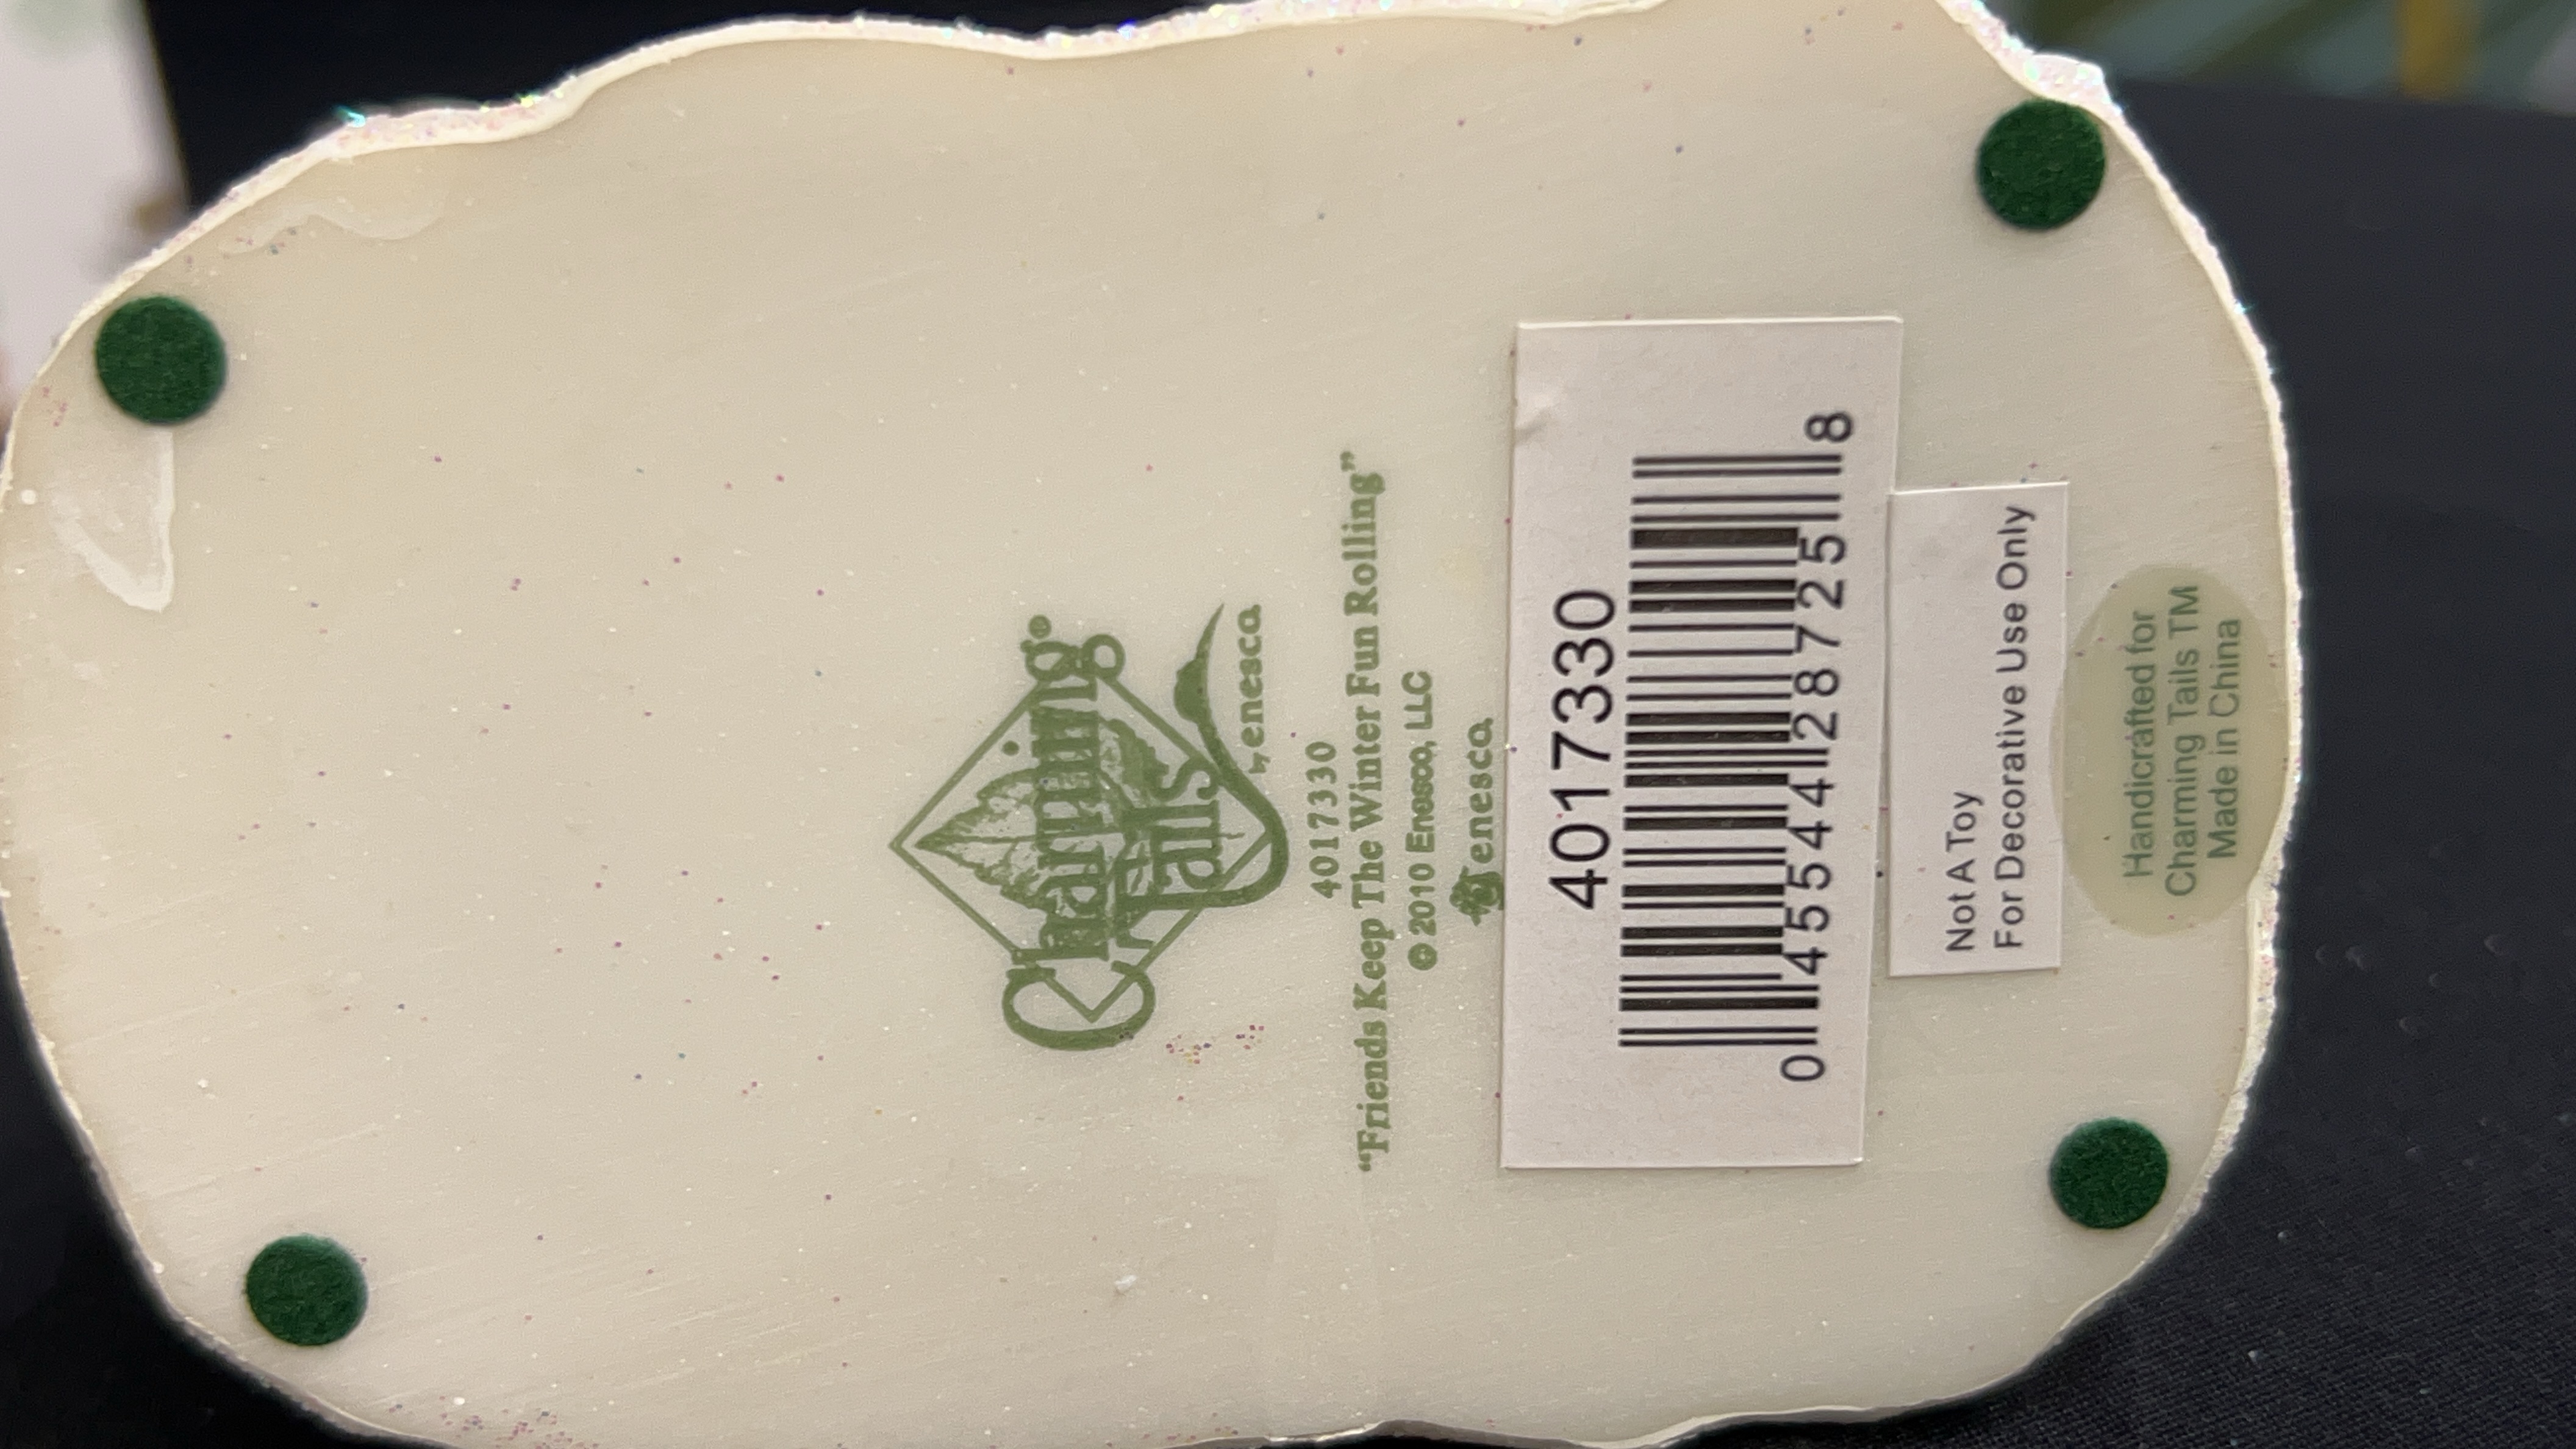 Charming®
Tails
by enesco
4017330
“Friends Keep The Winter Fun Rolling”
© 2010 Enesco, LLC
enesco
4017330
0 45544 28725 8
Not A Toy
For Decorative Use Only
Handicrafted for
Charming Tails TM
Made in China